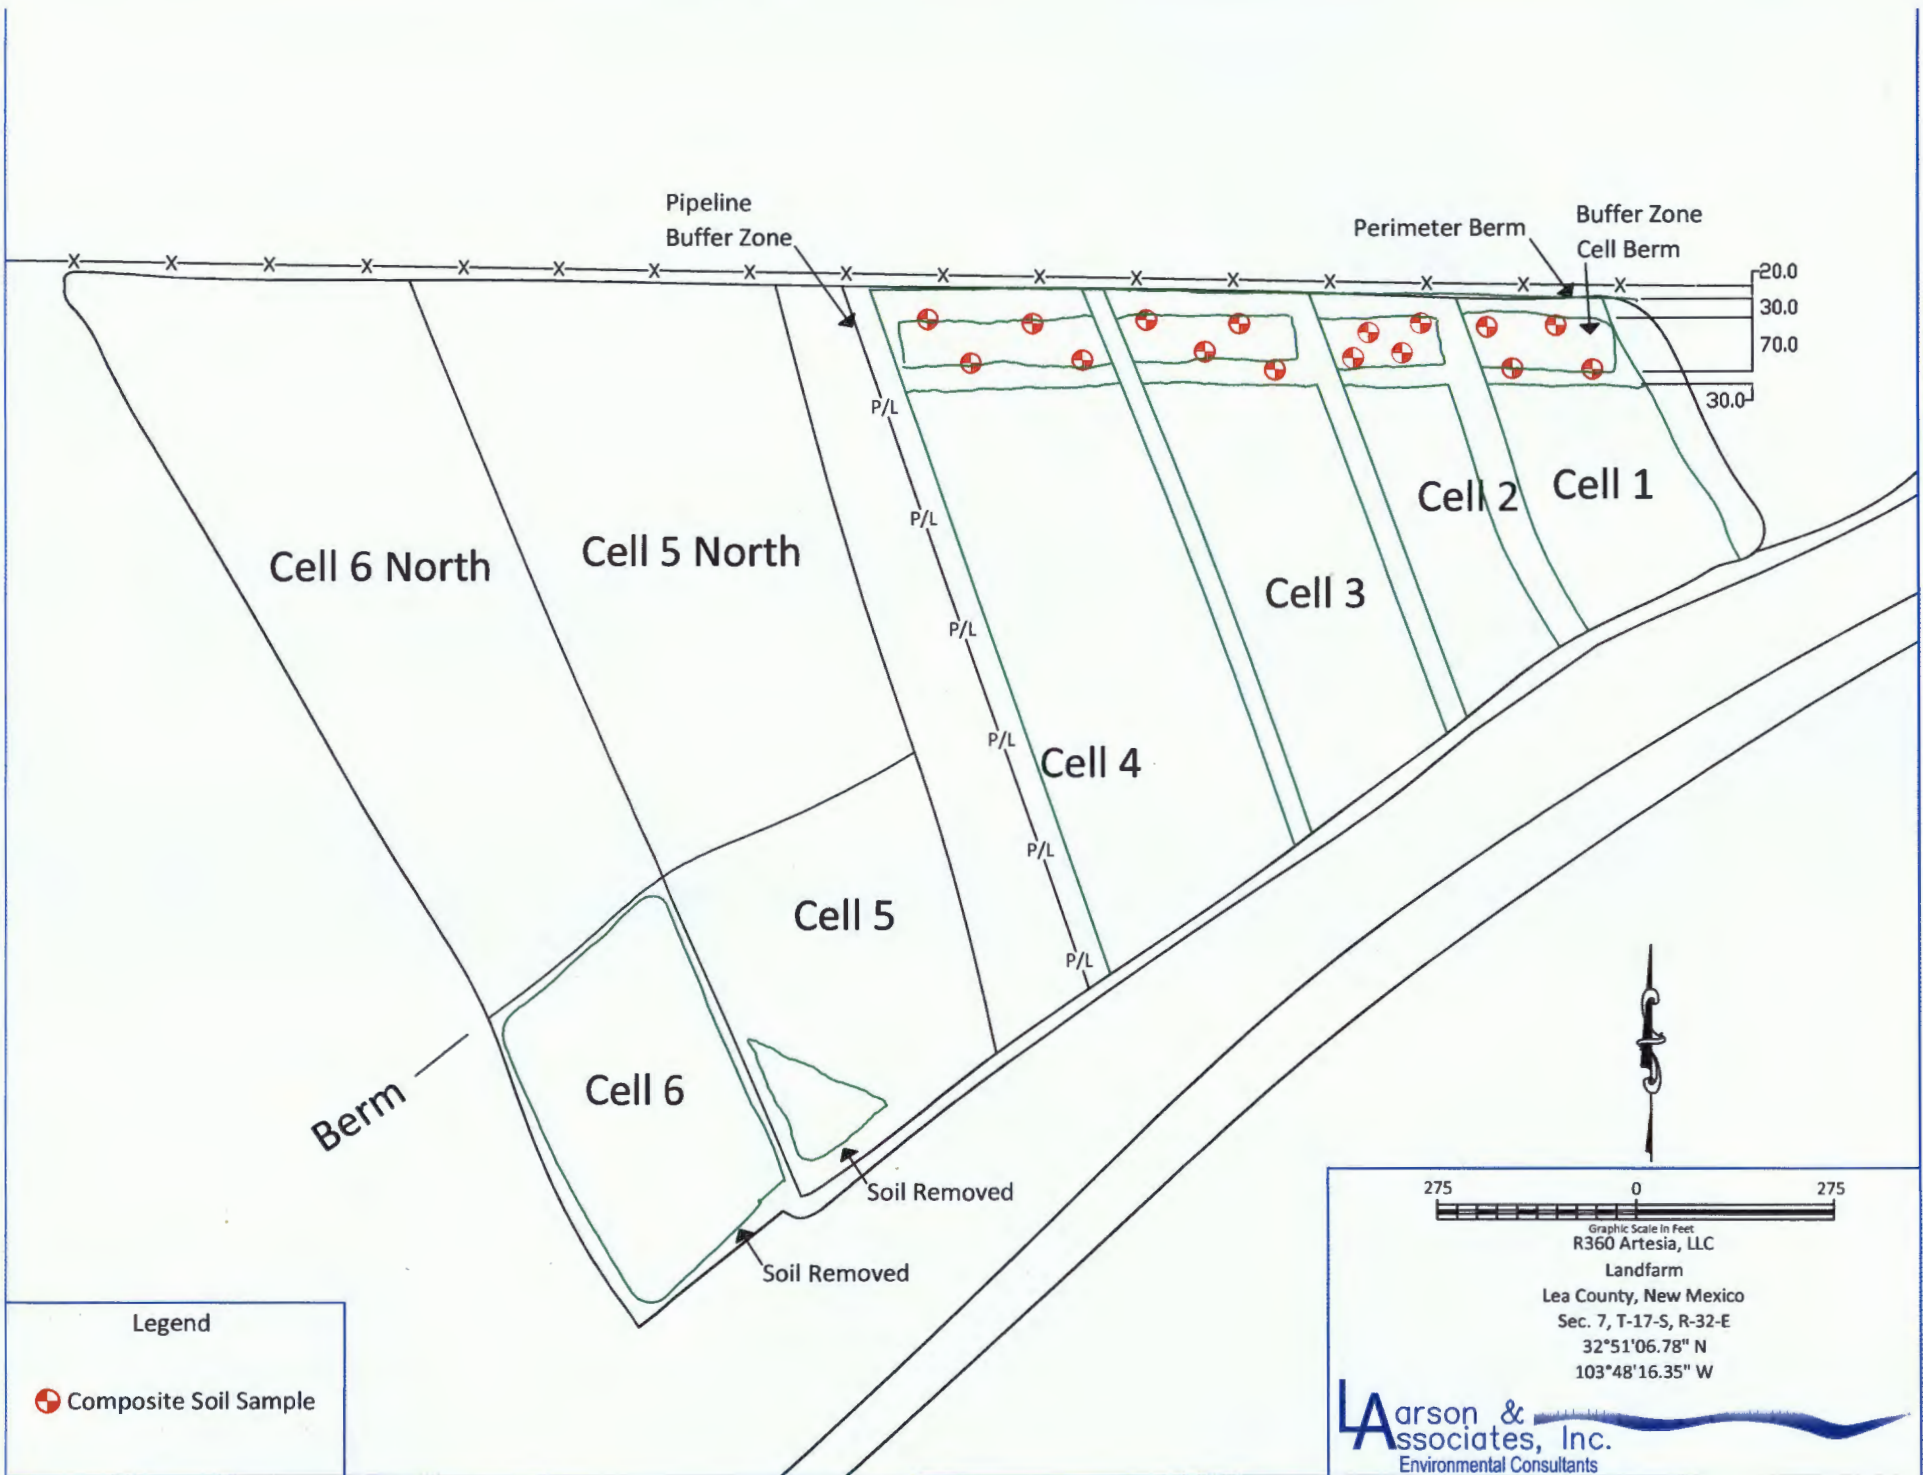 Pipeline
Buffer Zone
Perimeter Berm
Buffer Zone
Cell Berm
X X X X X X X X X X X X X X X X X
20.0
30.0
70.0
30.0
P/L
P/L
P/L
P/L
P/L
P/L
Cell 6 North
Cell 5 North
Cell 4
Cell 3
Cell 2
Cell 1
Cell 5
Cell 6
Berm
Soil Removed
Soil Removed
Legend
Composite Soil Sample
275 0 275
Graphic Scale in Feet
R360 Artesia, LLC
Landfarm
Lea County, New Mexico
Sec. 7, T-17-S, R-32-E
32°51'06.78" N
103°48'16.35" W
Larson &
Associates, Inc.
Environmental Consultants